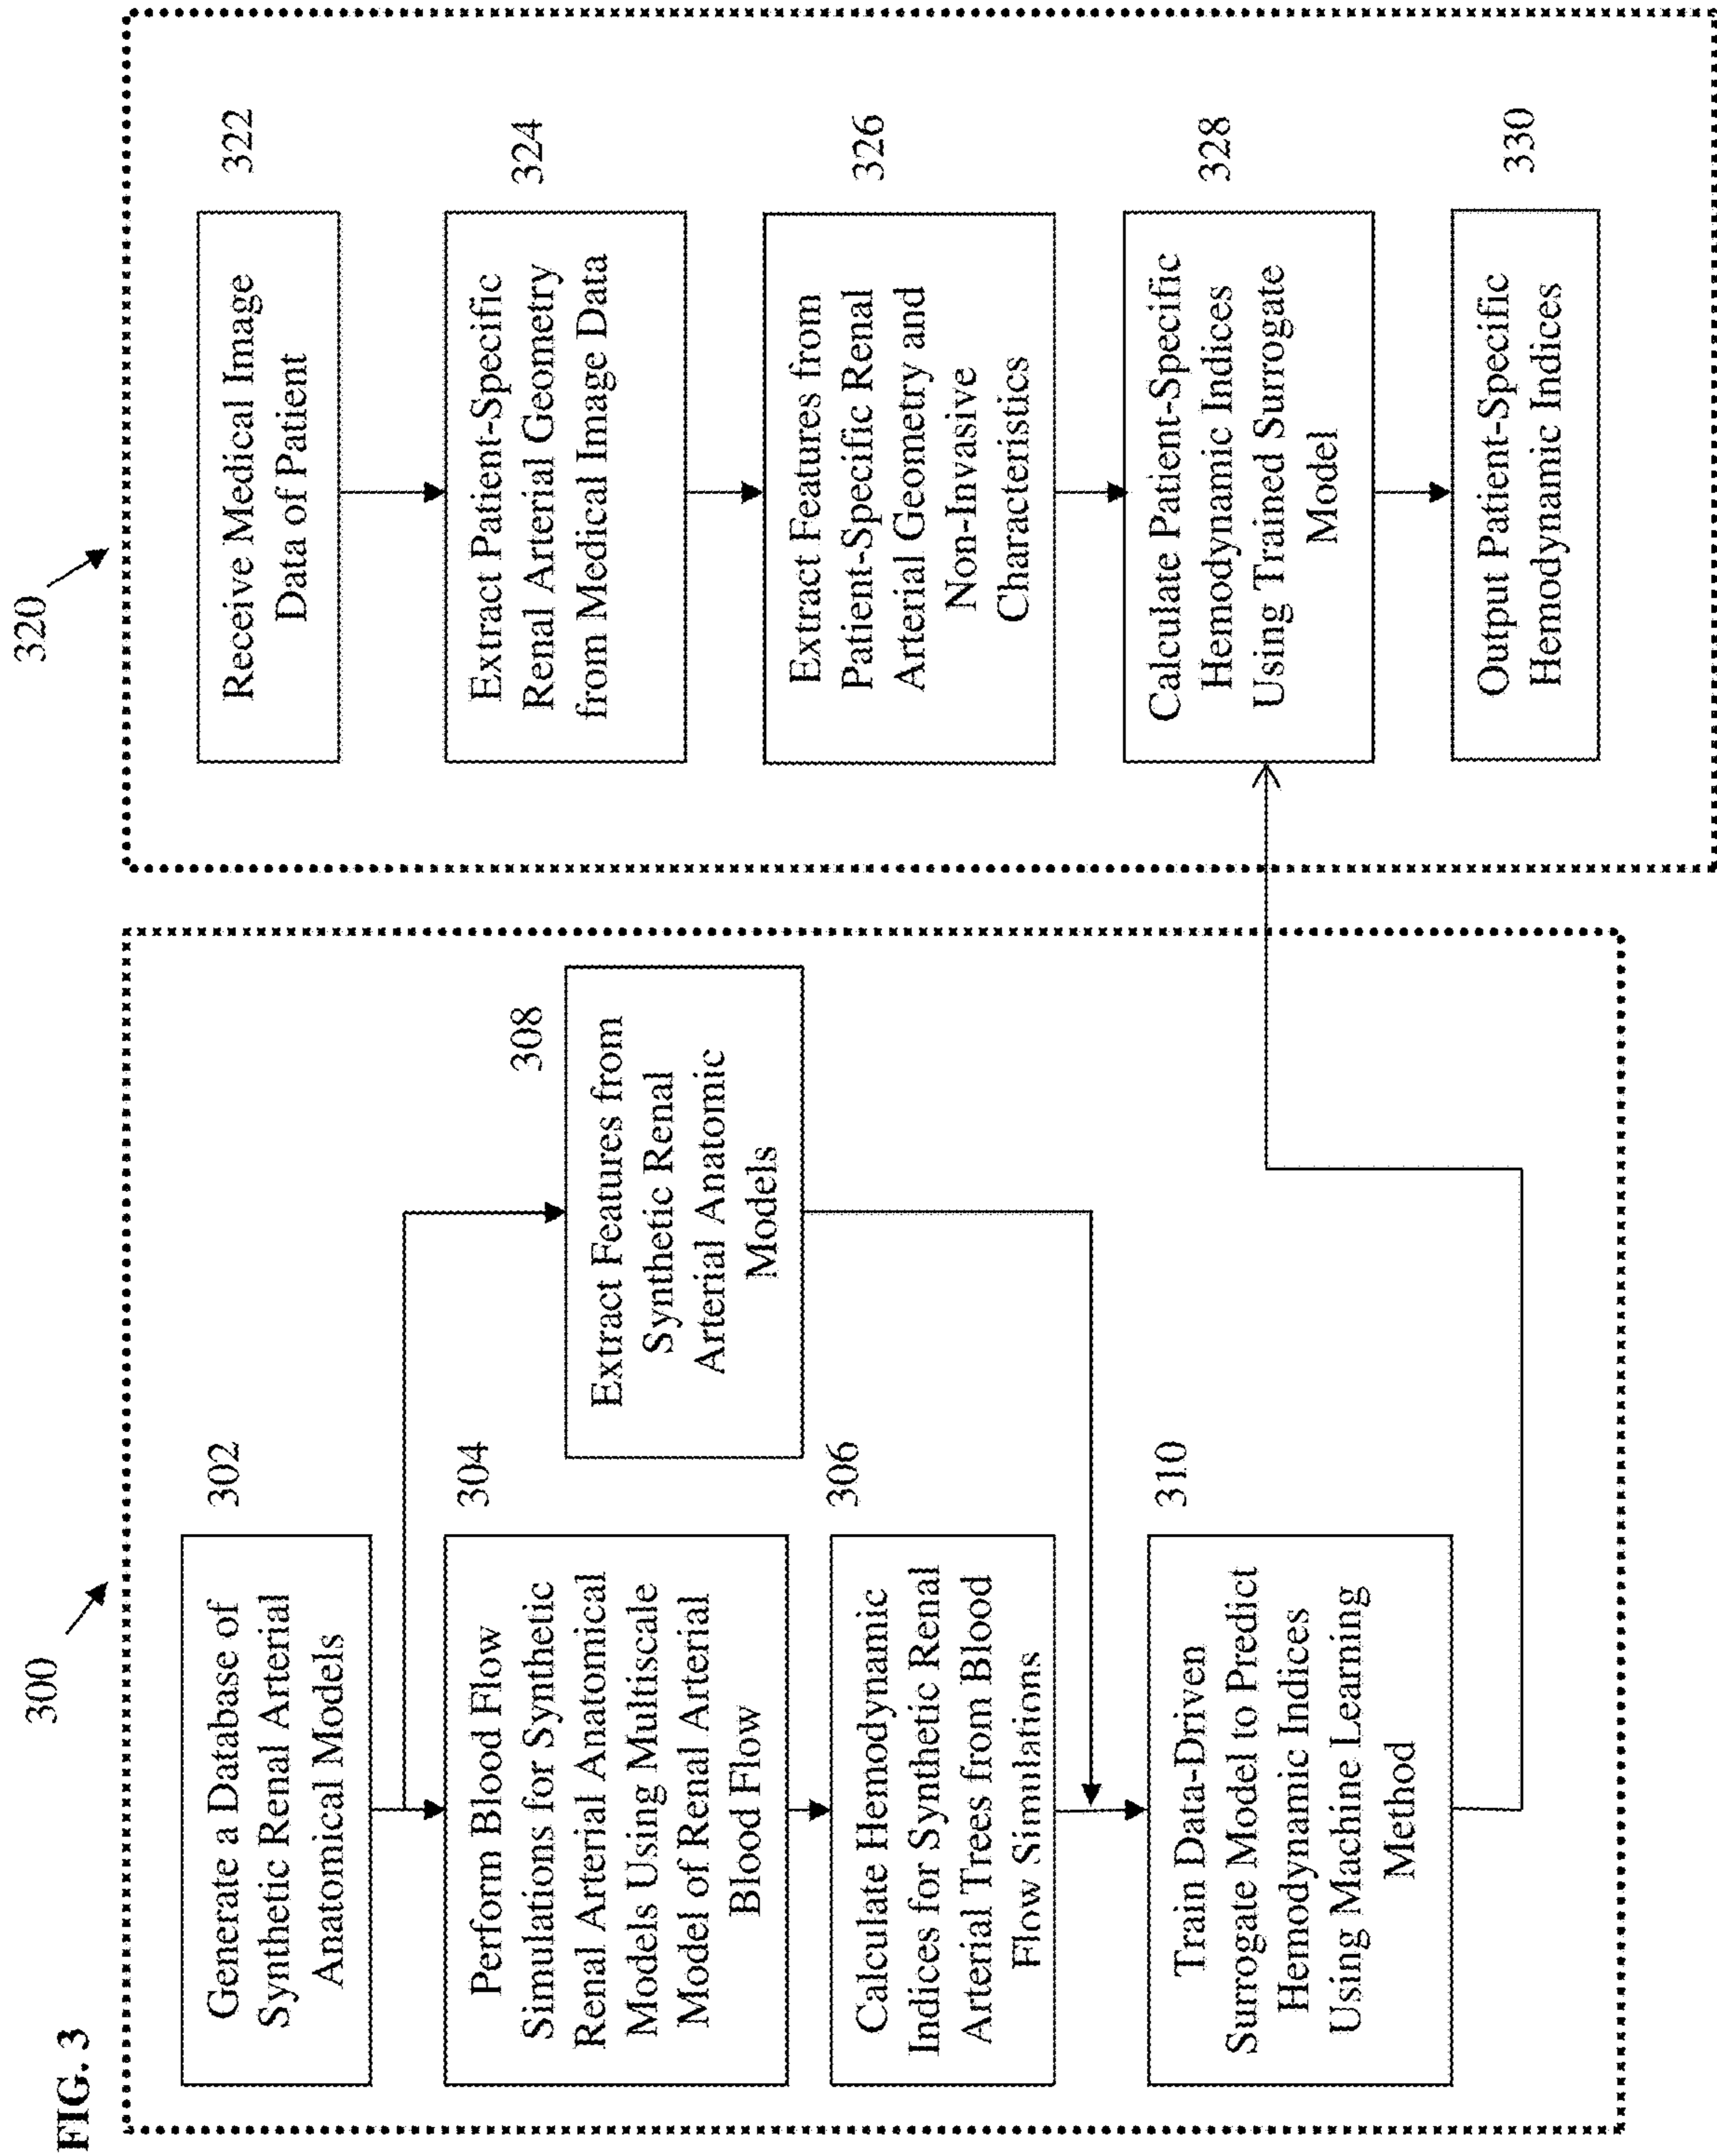 FIG. 3
300
302
Generate a Database of
Synthetic Renal Arterial
Anatomical Models
304
Perform Blood Flow
Simulations for Synthetic
Renal Arterial Anatomical
Models Using Multiscale
Model of Renal Arterial
Blood Flow
306
Calculate Hemodynamic
Indices for Synthetic Renal
Arterial Trees from Blood
Flow Simulations
308
Extract Features from
Synthetic Renal
Arterial Anatomic
Models
310
Train Data-Driven
Surrogate Model to Predict
Hemodynamic Indices
Using Machine Learning
Method
320
322
Receive Medical Image
Data of Patient
324
Extract Patient-Specific
Renal Arterial Geometry
from Medical Image Data
326
Extract Features from
Patient-Specific Renal
Arterial Geometry and
Non-Invasive
Characteristics
328
Calculate Patient-Specific
Hemodynamic Indices
Using Trained Surrogate
Model
330
Output Patient-Specific
Hemodynamic Indices